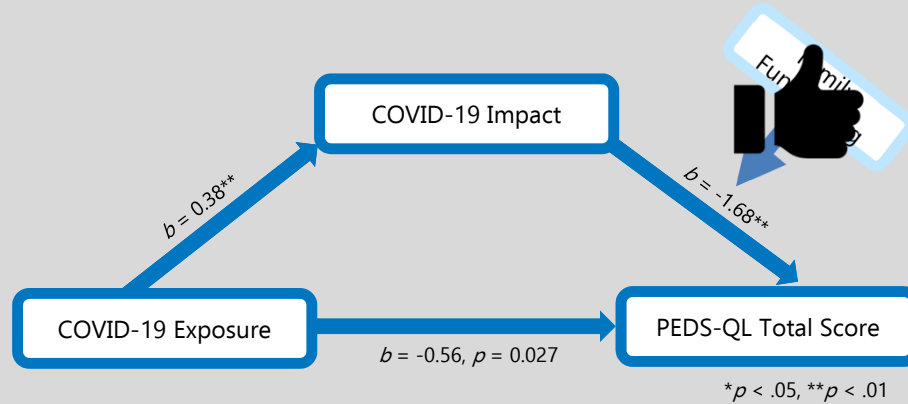 COVID-19 Impact
b = 0.38**
b = -1.68**
COVID-19 Exposure
PEDS-QL Total Score
b = -0.56, p = 0.027
*p < .05, **p < .01